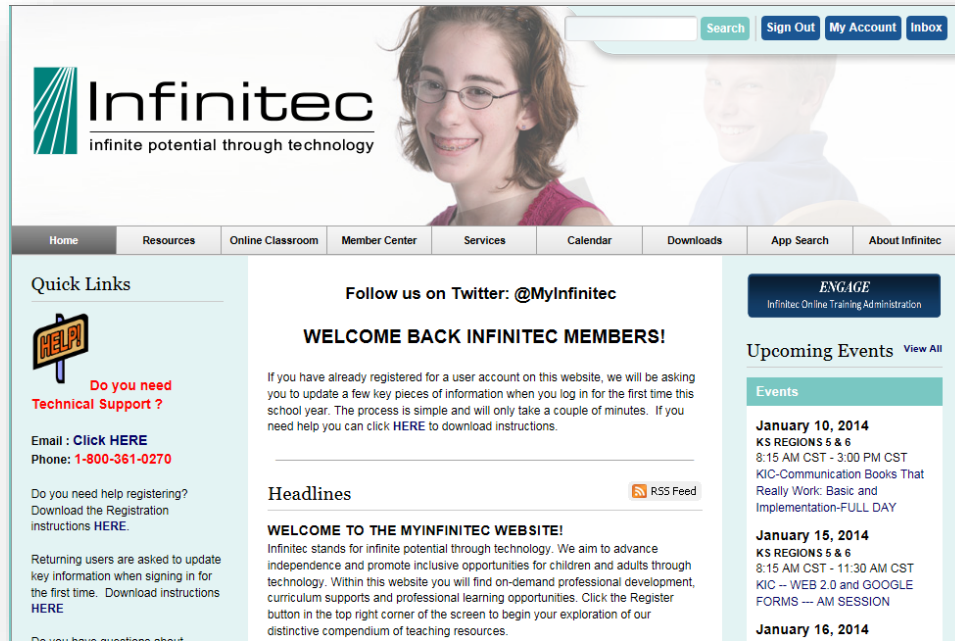 Search
Sign Out
My Account
Inbox
Infinitec
infinite potential through technology
Home
Resources
Online Classroom
Member Center
Services
Calendar
Downloads
App Search
About Infinitec
Quick Links
HELP!
Do you need
Technical Support ?
Email : Click HERE
Phone: 1-800-361-0270
Do you need help registering?
Download the Registration
instructions HERE.
Returning users are asked to update
key information when signing in for
the first time. Download instructions
HERE
Do you have questions about
Follow us on Twitter: @MyInfinitec
WELCOME BACK INFINITEC MEMBERS!
If you have already registered for a user account on this website, we will be asking
you to update a few key pieces of information when you log in for the first time this
school year. The process is simple and will only take a couple of minutes. If you
need help you can click HERE to download instructions.
Headlines
RSS Feed
WELCOME TO THE MYINFINITEC WEBSITE!
Infinitec stands for infinite potential through technology. We aim to advance
independence and promote inclusive opportunities for children and adults through
technology. Within this website you will find on-demand professional development,
curriculum supports and professional learning opportunities. Click the Register
button in the top right corner of the screen to begin your exploration of our
distinctive compendium of teaching resources.
ENGAGE
Infinitec Online Training Administration
Upcoming Events
View All
Events
January 10, 2014
KS REGIONS 5 & 6
8:15 AM CST - 3:00 PM CST
KIC-Communication Books That
Really Work: Basic and
Implementation-FULL DAY
January 15, 2014
KS REGIONS 5 & 6
8:15 AM CST - 11:30 AM CST
KIC -- WEB 2.0 and GOOGLE
FORMS --- AM SESSION
January 16, 2014